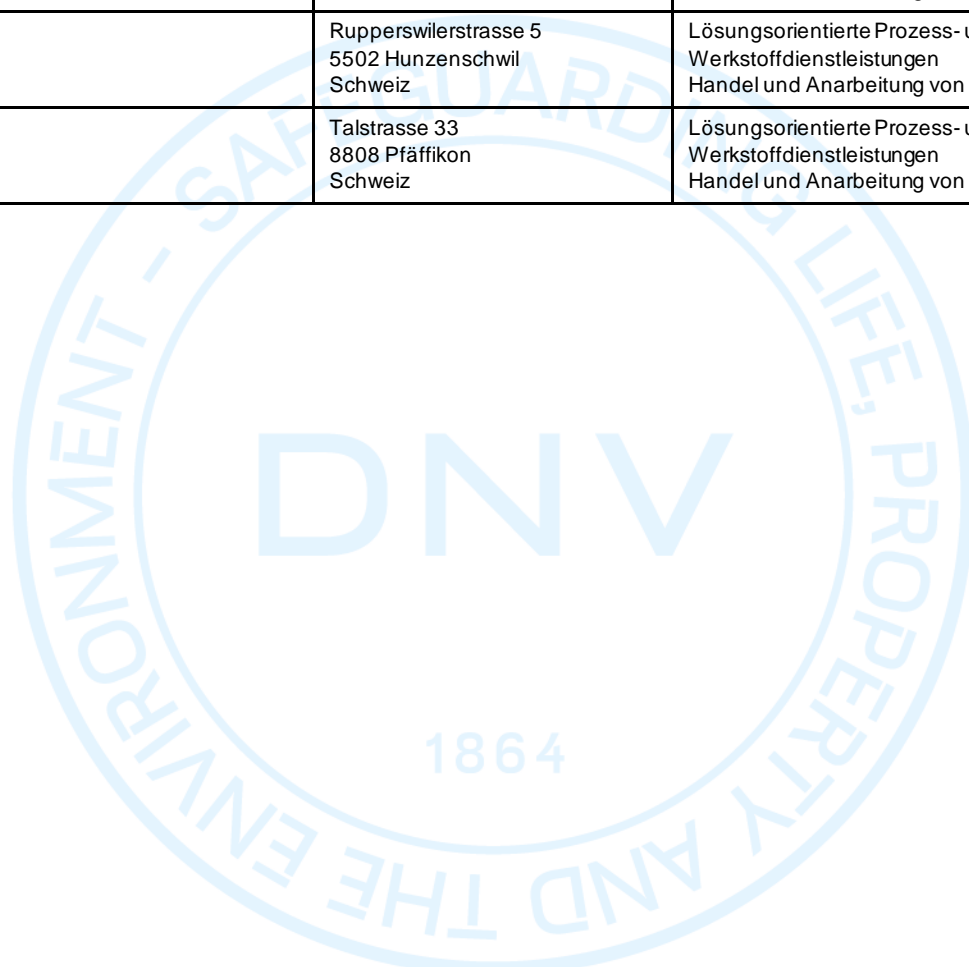 Rupperswilerstrasse 5
5502 Hunzenschwil
Schweiz
Lösungsorientierte Prozess-
Werkstoffdienstleistungen
Handel und Anarbeitung von
Talstrasse 33
8808 Pfäffikon
Schweiz
Lösungsorientierte Prozess-
Werkstoffdienstleistungen
Handel und Anarbeitung von
SAFEGUARDING LIFE, PROPERTY AND THE ENVIRONMENT -
DNV
1864